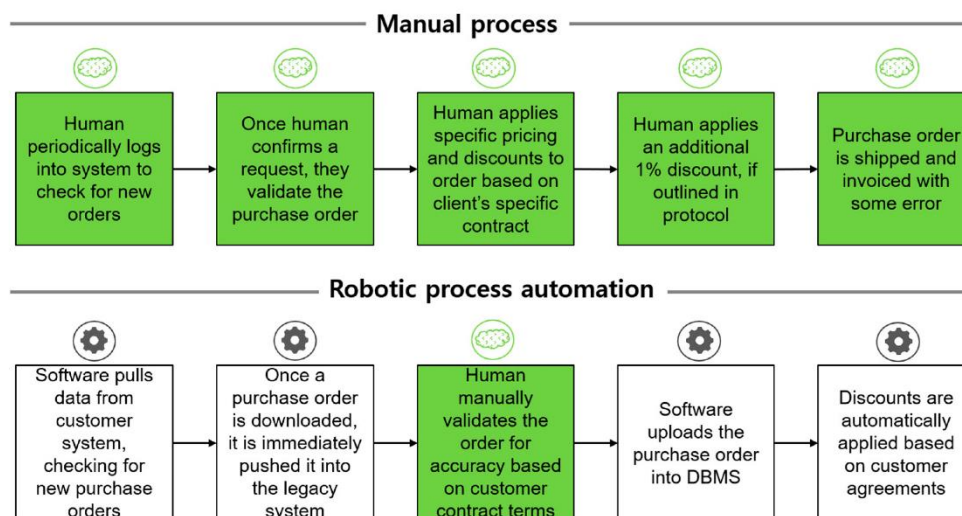 Manual process
Human
periodically logs
into system to
check for new
orders
Once human
confirms a
request, they
validate the
purchase order
Human applies
specific pricing
and discounts to
order based on
client's specific
contract
Human applies
an additional
1% discount, if
outlined in
protocol
Purchase order
is shipped and
invoiced with
some error
Robotic process automation
Software pulls
data from
customer
system,
checking for
new purchase
orders
Once a
purchase order
is downloaded,
it is immediately
pushed it into
the legacy
system
Human
manually
validates the
order for
accuracy based
on customer
contract terms
Software
uploads the
purchase order
into DBMS
Discounts are
automatically
applied based
on customer
agreements